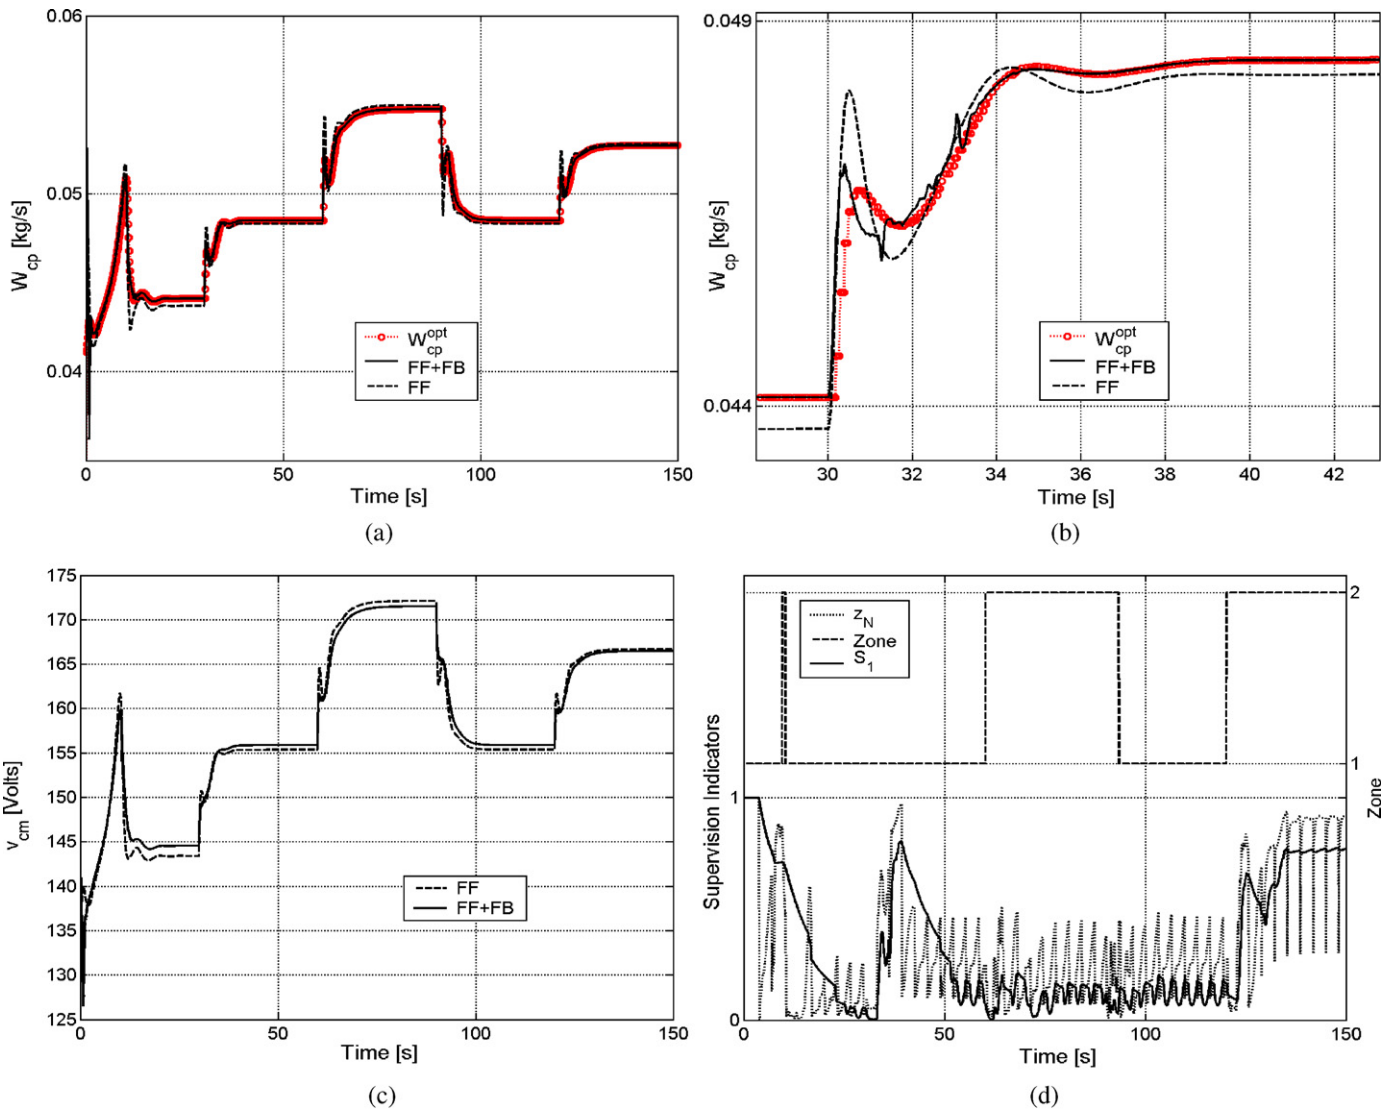 0.06
0.05
0.04
W_cp [kg/s]
W_cp^opt
FF+FB
FF
0 50 100 150
Time [s]
(a)
0.049
0.044
W_cp [kg/s]
W_cp^opt
FF+FB
FF
30 32 34 36 38 40 42
Time [s]
(b)
175
170
165
160
155
150
145
140
135
130
125
v_cm [Volts]
FF
FF+FB
0 50 100 150
Time [s]
(c)
2
1
Zone
z_N
Zone
S_1
1
0
Supervision Indicators
0 50 100 150
Time [s]
(d)